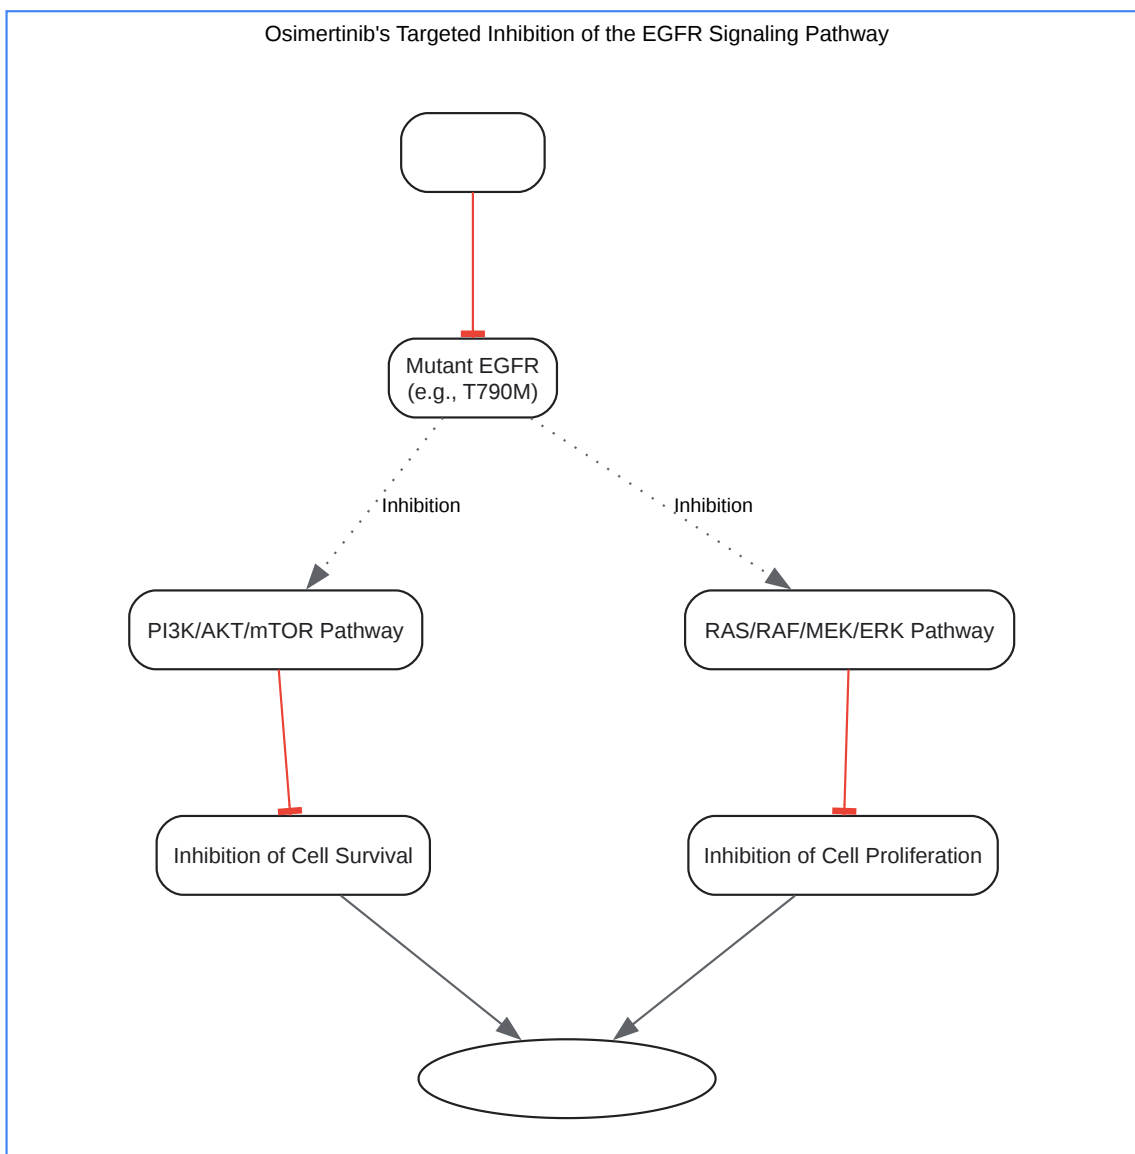 Osimertinib's Targeted Inhibition of the EGFR Signaling Pathway
Mutant EGFR
(e.g., T790M)
Inhibition
Inhibition
PI3K/AKT/mTOR Pathway
RAS/RAF/MEK/ERK Pathway
Inhibition of Cell Survival
Inhibition of Cell Proliferation